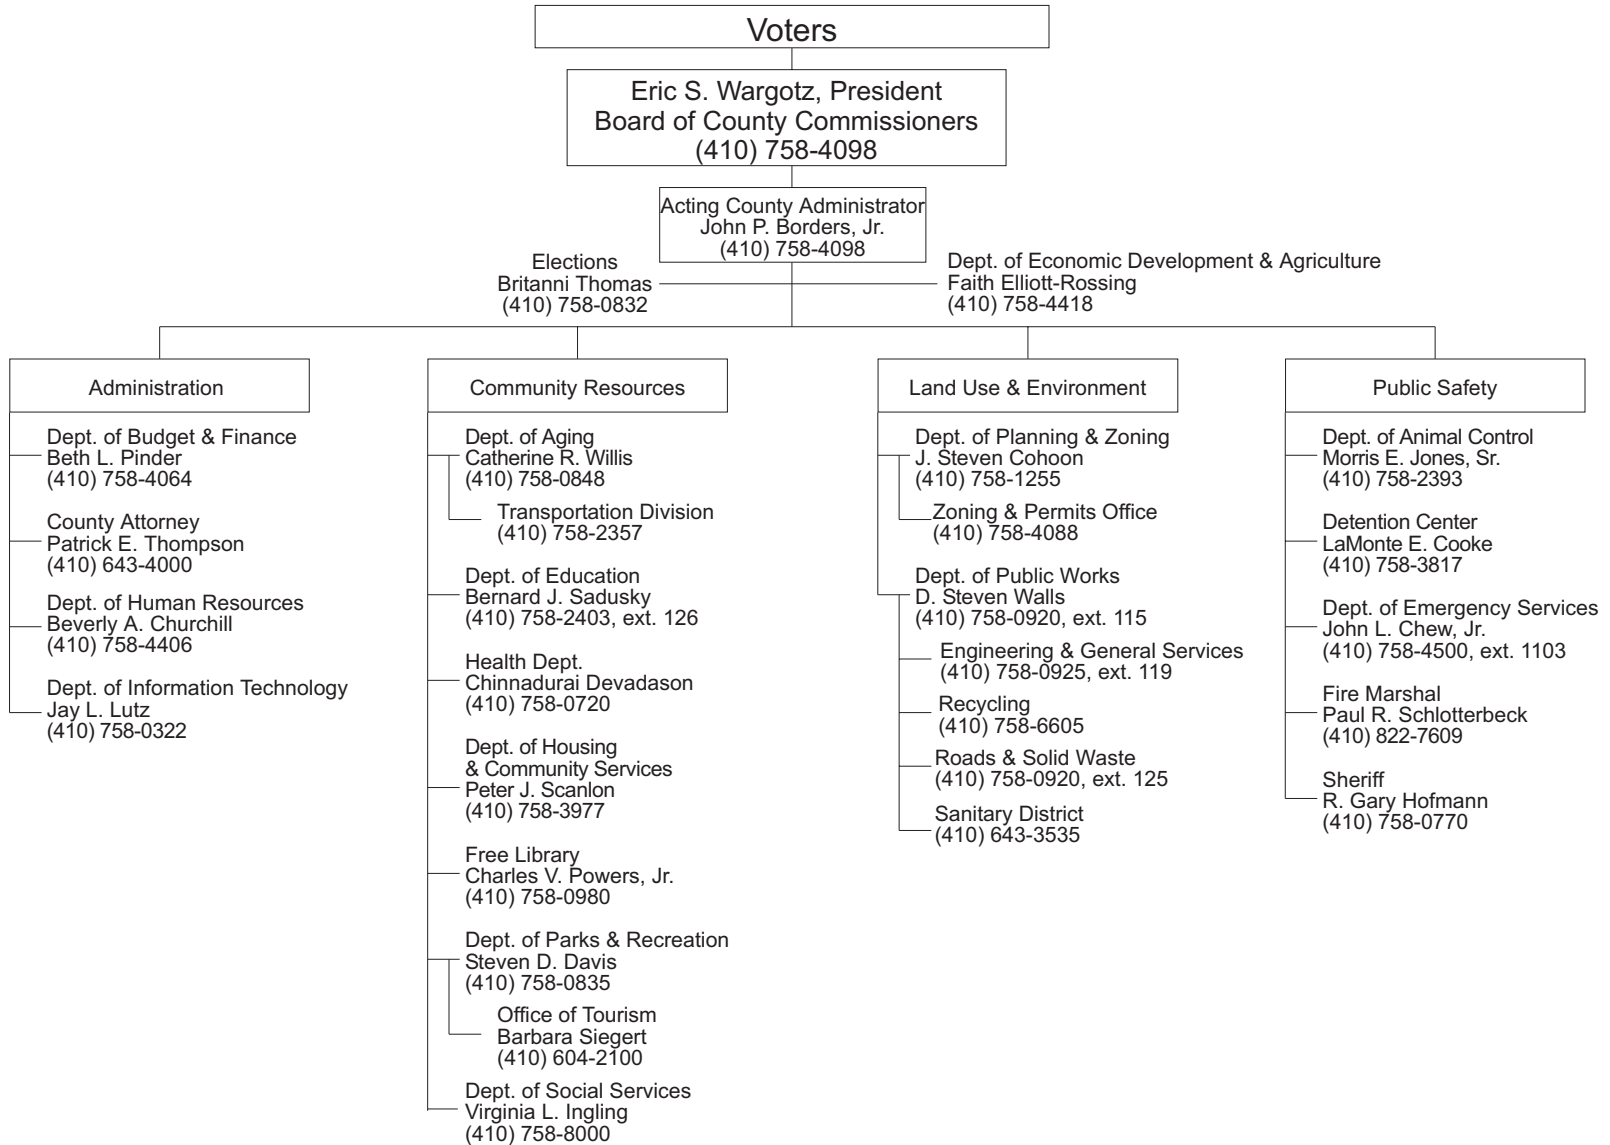 Voters
Eric S. Wargotz, President
Board of County Commissioners
(410) 758-4098
Acting County Administrator
John P. Borders, Jr.
(410) 758-4098
Elections
Britanni Thomas
(410) 758-0832
Dept. of Economic Development & Agriculture
Faith Elliott-Rossing
(410) 758-4418
Administration
Dept. of Budget & Finance
Beth L. Pinder
(410) 758-4064
County Attorney
Patrick E. Thompson
(410) 643-4000
Dept. of Human Resources
Beverly A. Churchill
(410) 758-4406
Dept. of Information Technology
Jay L. Lutz
(410) 758-0322
Community Resources
Dept. of Aging
Catherine R. Willis
(410) 758-0848
Transportation Division
(410) 758-2357
Dept. of Education
Bernard J. Sadusky
(410) 758-2403, ext. 126
Health Dept.
Chinnadurai Devadason
(410) 758-0720
Dept. of Housing
& Community Services
Peter J. Scanlon
(410) 758-3977
Free Library
Charles V. Powers, Jr.
(410) 758-0980
Dept. of Parks & Recreation
Steven D. Davis
(410) 758-0835
Office of Tourism
Barbara Siegert
(410) 604-2100
Dept. of Social Services
Virginia L. Ingling
(410) 758-8000
Land Use & Environment
Dept. of Planning & Zoning
J. Steven Cohoon
(410) 758-1255
Zoning & Permits Office
(410) 758-4088
Dept. of Public Works
D. Steven Walls
(410) 758-0920, ext. 115
Engineering & General Services
(410) 758-0925, ext. 119
Recycling
(410) 758-6605
Roads & Solid Waste
(410) 758-0920, ext. 125
Sanitary District
(410) 643-3535
Public Safety
Dept. of Animal Control
Morris E. Jones, Sr.
(410) 758-2393
Detention Center
LaMonte E. Cooke
(410) 758-3817
Dept. of Emergency Services
John L. Chew, Jr.
(410) 758-4500, ext. 1103
Fire Marshal
Paul R. Schlotterbeck
(410) 822-7609
Sheriff
R. Gary Hofmann
(410) 758-0770